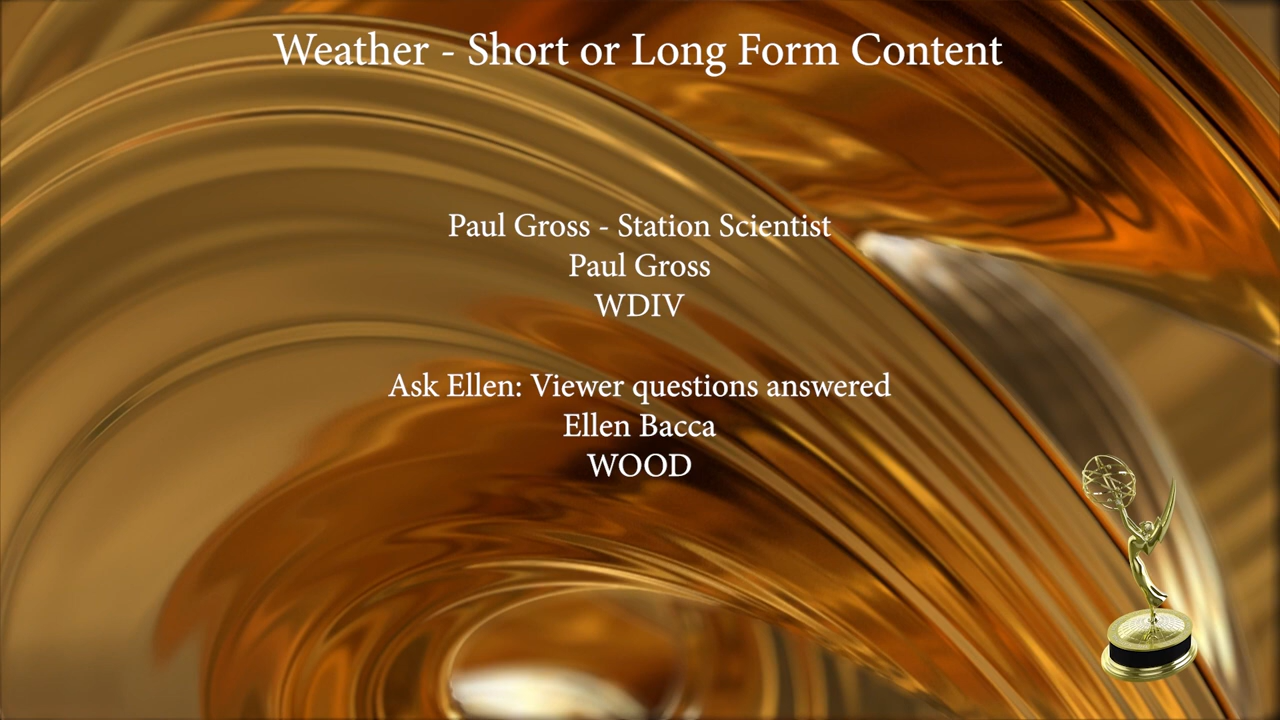 Weather - Short or Long Form Content
Paul Gross - Station Scientist
Paul Gross
WDIV
Ask Ellen: Viewer questions answered
Ellen Bacca
WOOD